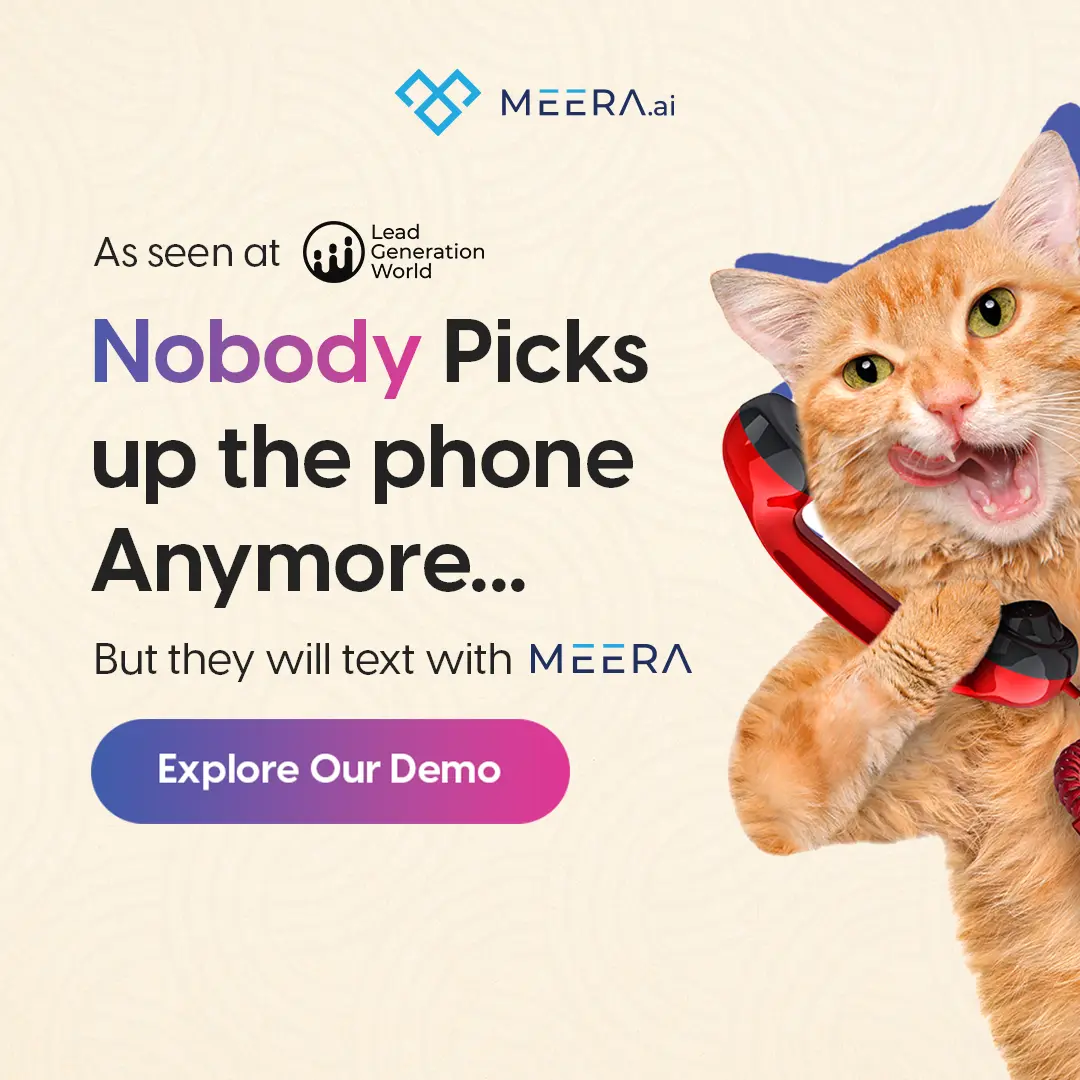 MEERA.ai
As seen at
Lead
Generation
World
Nobody Picks
up the phone
Anymore...
But they will text with MEERA
Explore Our Demo